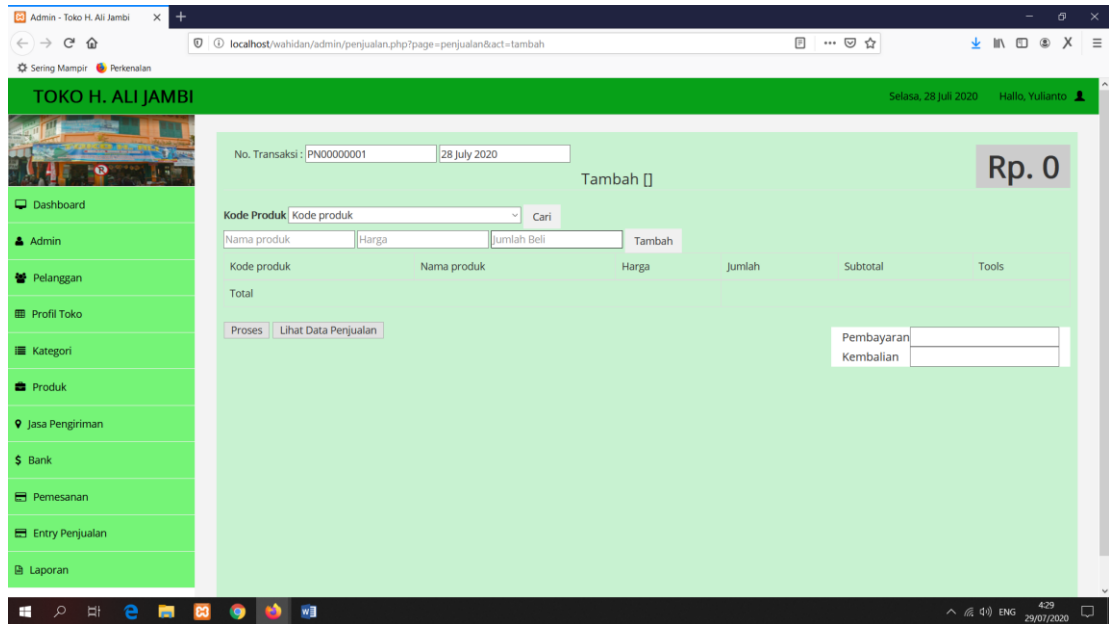 Admin - Toko H. Ali Jambi
localhost/wahidan/admin/penjualan.php?page=penjualan&act=tambah
Sering Mampir Perkenalan
TOKO H. ALI JAMBI Selasa, 28 Juli 2020 Hallo, Yulianto
No. Transaksi : PN00000001 28 July 2020
Rp. 0
Tambah []
Kode Produk Kode produk Cari
Nama produk Harga Jumlah Beli Tambah
Kode produk Nama produk Harga Jumlah Subtotal Tools
Total
Proses Lihat Data Penjualan
Pembayaran
Kembalian
Dashboard
Admin
Pelanggan
Profil Toko
Kategori
Produk
Jasa Pengiriman
$ Bank
Pemesanan
Entry Penjualan
Laporan
ENG 4:29
29/07/2020